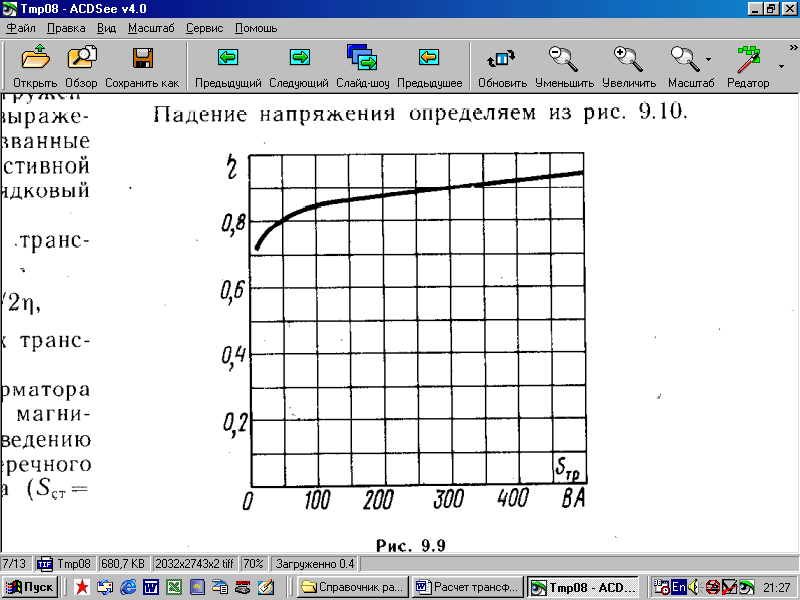 Tmp08 - ACDSee v4.0
Файл Правка Вид Масштаб Сервис Помошь
Открыть Обзор Сохранить как Предыдущий Следующий Слайд-шоу Предыдушее Обновить Уменьшить Увеличить Масштаб Редатор
Падение напряжения определяем из рис. 9.10.
выраже-
званные
стивной
ядковый
транс-
/2η,
х транс-
рматора
магни-
ведению
еречного
а (Sст=
η
0,8
0,6
0,4
0,2
Sтр
0 100 200 300 400 ВА
Рис. 9.9
7/13 Tmp08 680,7 KB 2032x2743x2 tiff 70% Загруженно 0.4
Пуск Справочник ра... Расчет трансф... Tmp08 - ACD... En 21:27